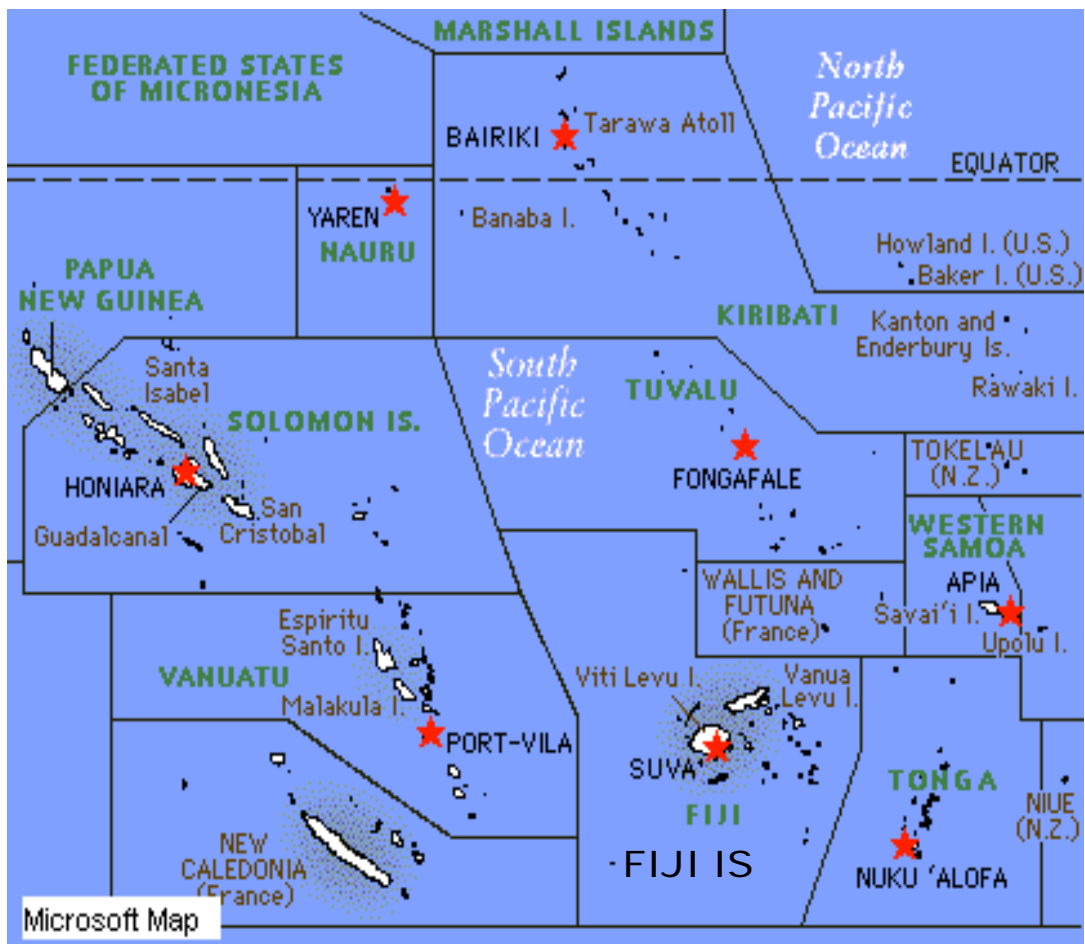 MARSHALL ISLANDS
FEDERATED STATES
OF MICRONESIA
North
Pacific
Ocean
BAIRIKI
Tarawa Atoll
EQUATOR
YAREN
NAURU
Banaba I.
Howland I. (U.S.)
Baker I. (U.S.)
PAPUA
NEW GUINEA
KIRIBATI
Kanton and
Enderbury Is.
Rawaki I.
Santa
Isabel
South
Pacific
Ocean
TUVALU
SOLOMON IS.
HONIARA
FONGAFALE
TOKELAU
(N.Z.)
Guadalcanal
San
Cristobal
WESTERN
SAMOA
APIA
Savai'i I.
Upolu I.
WALLIS AND
FUTUNA
(France)
Espiritu
Santo I.
VANUATU
Malakula I.
PORT-VILA
Viti Levu I.
Vanua
Levu I.
SUVA
FIJI
FIJI IS
TONGA
NUKU 'ALOFA
NIUE
(N.Z.)
NEW
CALEDONIA
(France)
Microsoft Map